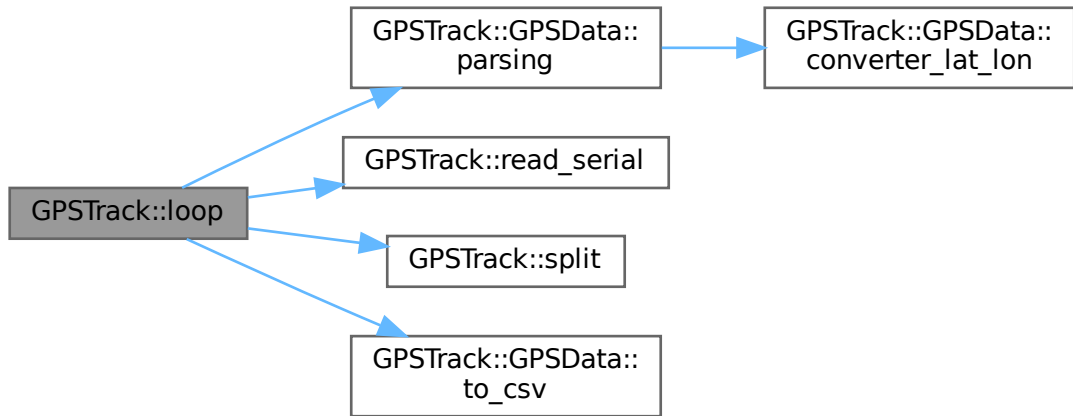 GPSTrack::GPSData::
parsing
GPSTrack::GPSData::
converter_lat_lon
GPSTrack::read_serial
GPSTrack::loop
GPSTrack::split
GPSTrack::GPSData::
to_csv